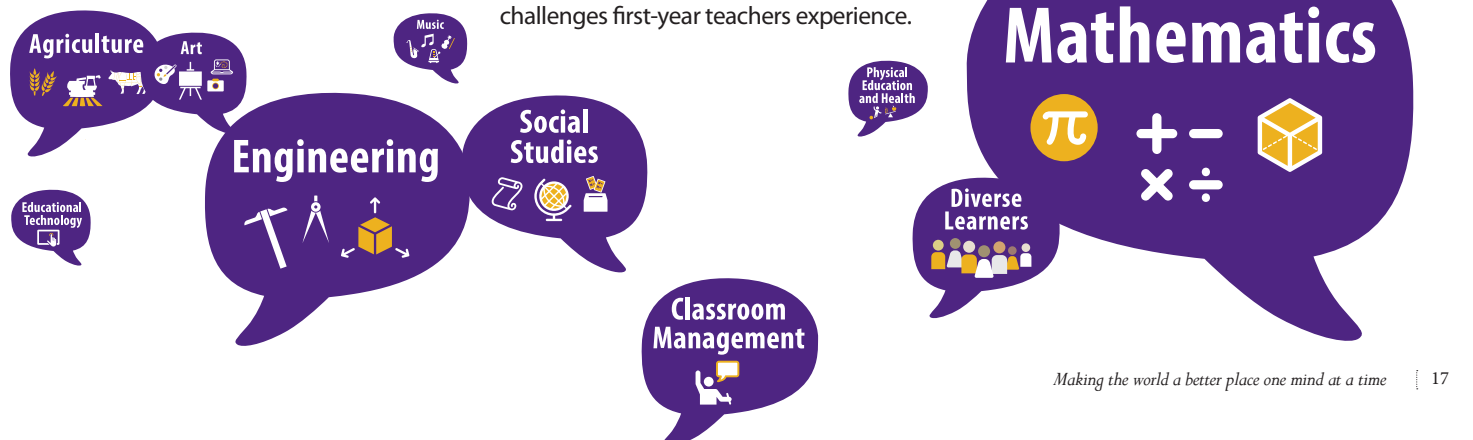 challenges first-year teachers experience.
Agriculture
Art
Music
Mathematics
Physical
Education
and Health
Engineering
Social
Studies
Educational
Technology
Diverse
Learners
Classroom
Management
Making the world a better place one mind at a time 17